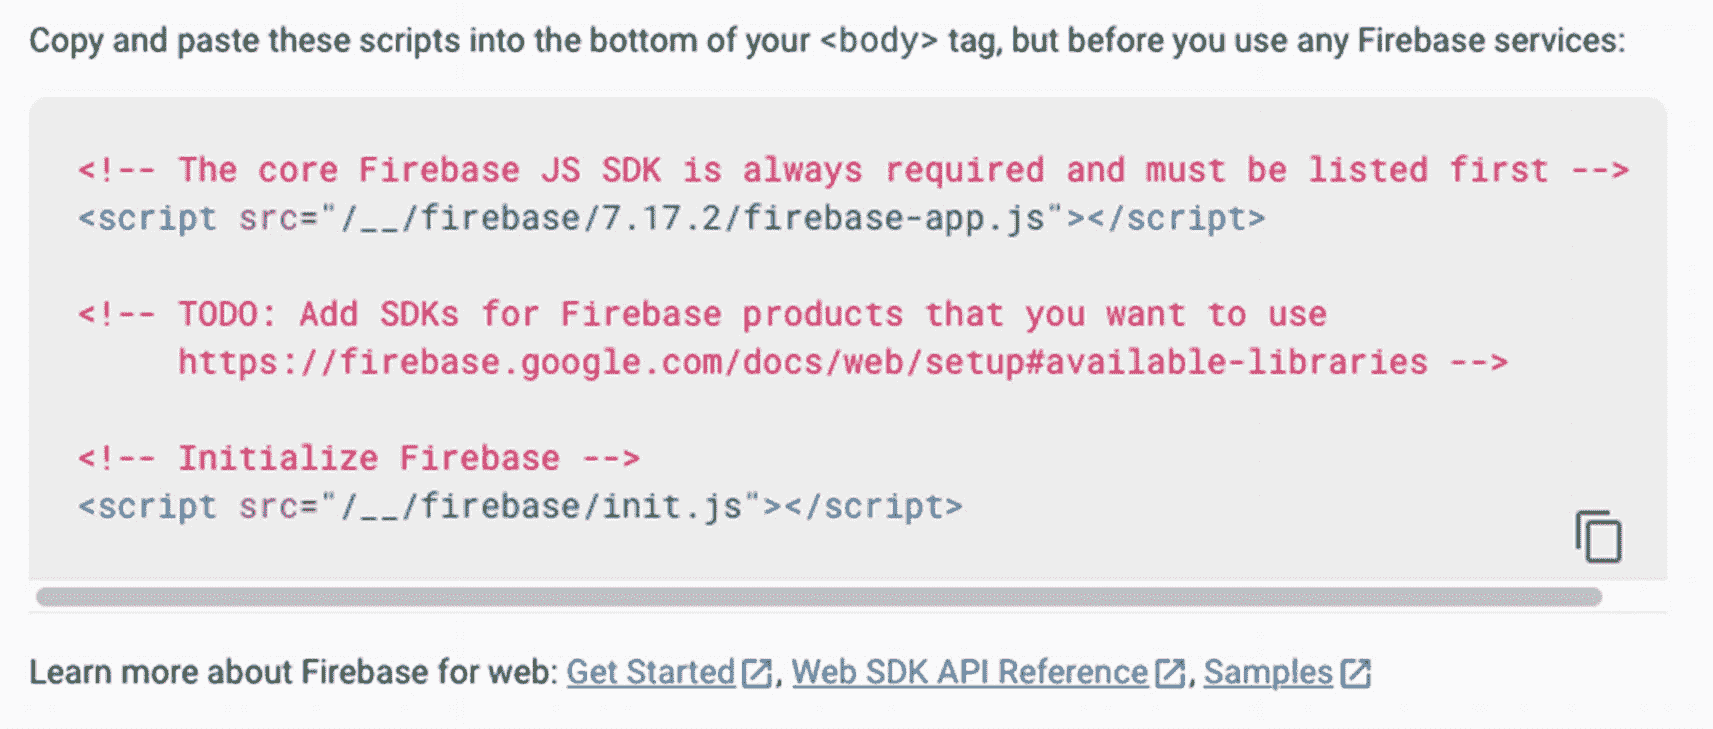 Copy and paste these scripts into the bottom of your <body> tag, but before you use any Firebase services:
<!-- The core Firebase JS SDK is always required and must be listed first -->
<script src="/__/firebase/7.17.2/firebase-app.js"></script>
<!-- TODO: Add SDKs for Firebase products that you want to use
https://firebase.google.com/docs/web/setup#available-libraries -->
<!-- Initialize Firebase -->
<script src="/__/firebase/init.js"></script>
Learn more about Firebase for web: Get Started, Web SDK API Reference, Samples